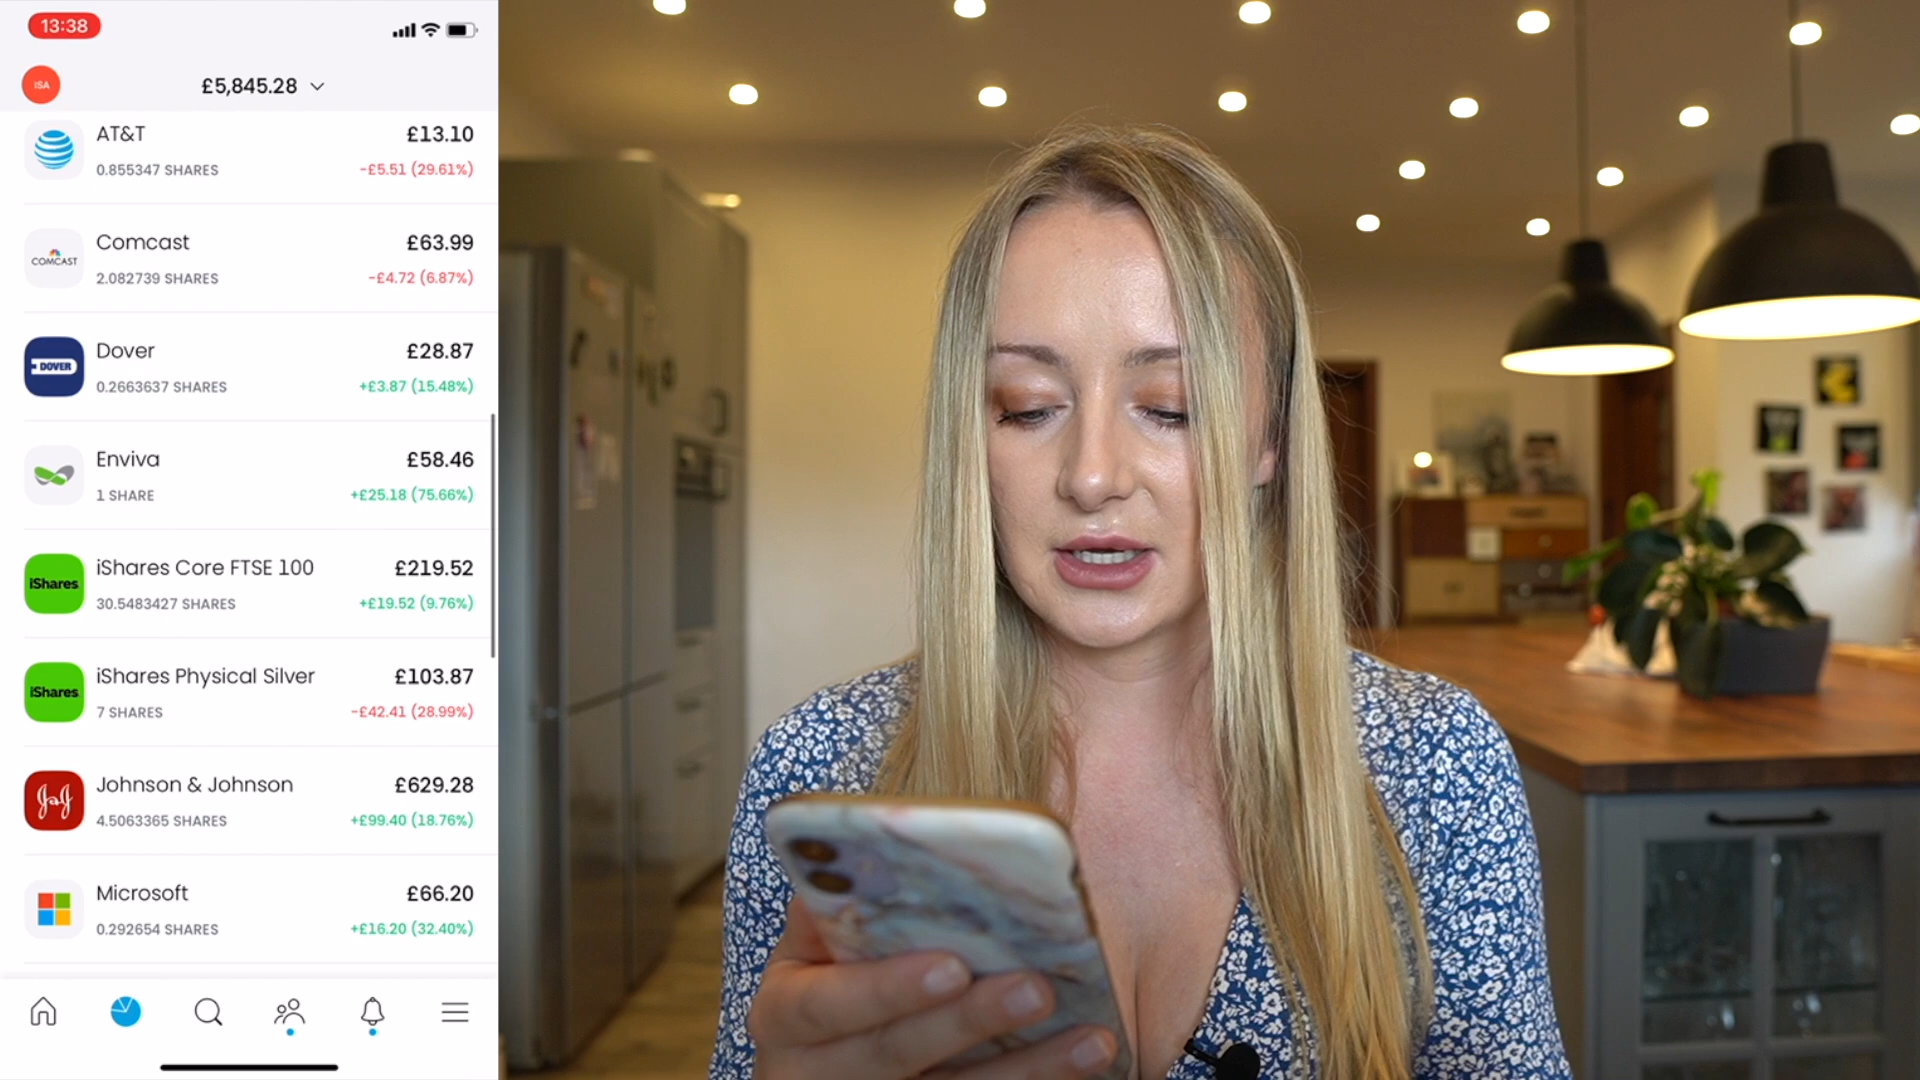 13:38
ISA
£5,845.28
AT&T
£13.10
0.855347 SHARES
-£5.51 (29.61%)
Comcast
£63.99
COMCAST
2.082739 SHARES
-£4.72 (6.87%)
Dover
£28.87
DOVER
0.2663637 SHARES
+£3.87 (15.48%)
Enviva
£58.46
1 SHARE
+£25.18 (75.66%)
iShares Core FTSE 100
£219.52
iShares
30.5483427 SHARES
+£19.52 (9.76%)
iShares Physical Silver
£103.87
iShares
7 SHARES
-£42.41 (28.99%)
Johnson & Johnson
£629.28
J&J
4.5063365 SHARES
+£99.40 (18.76%)
Microsoft
£66.20
0.292654 SHARES
+£16.20 (32.40%)